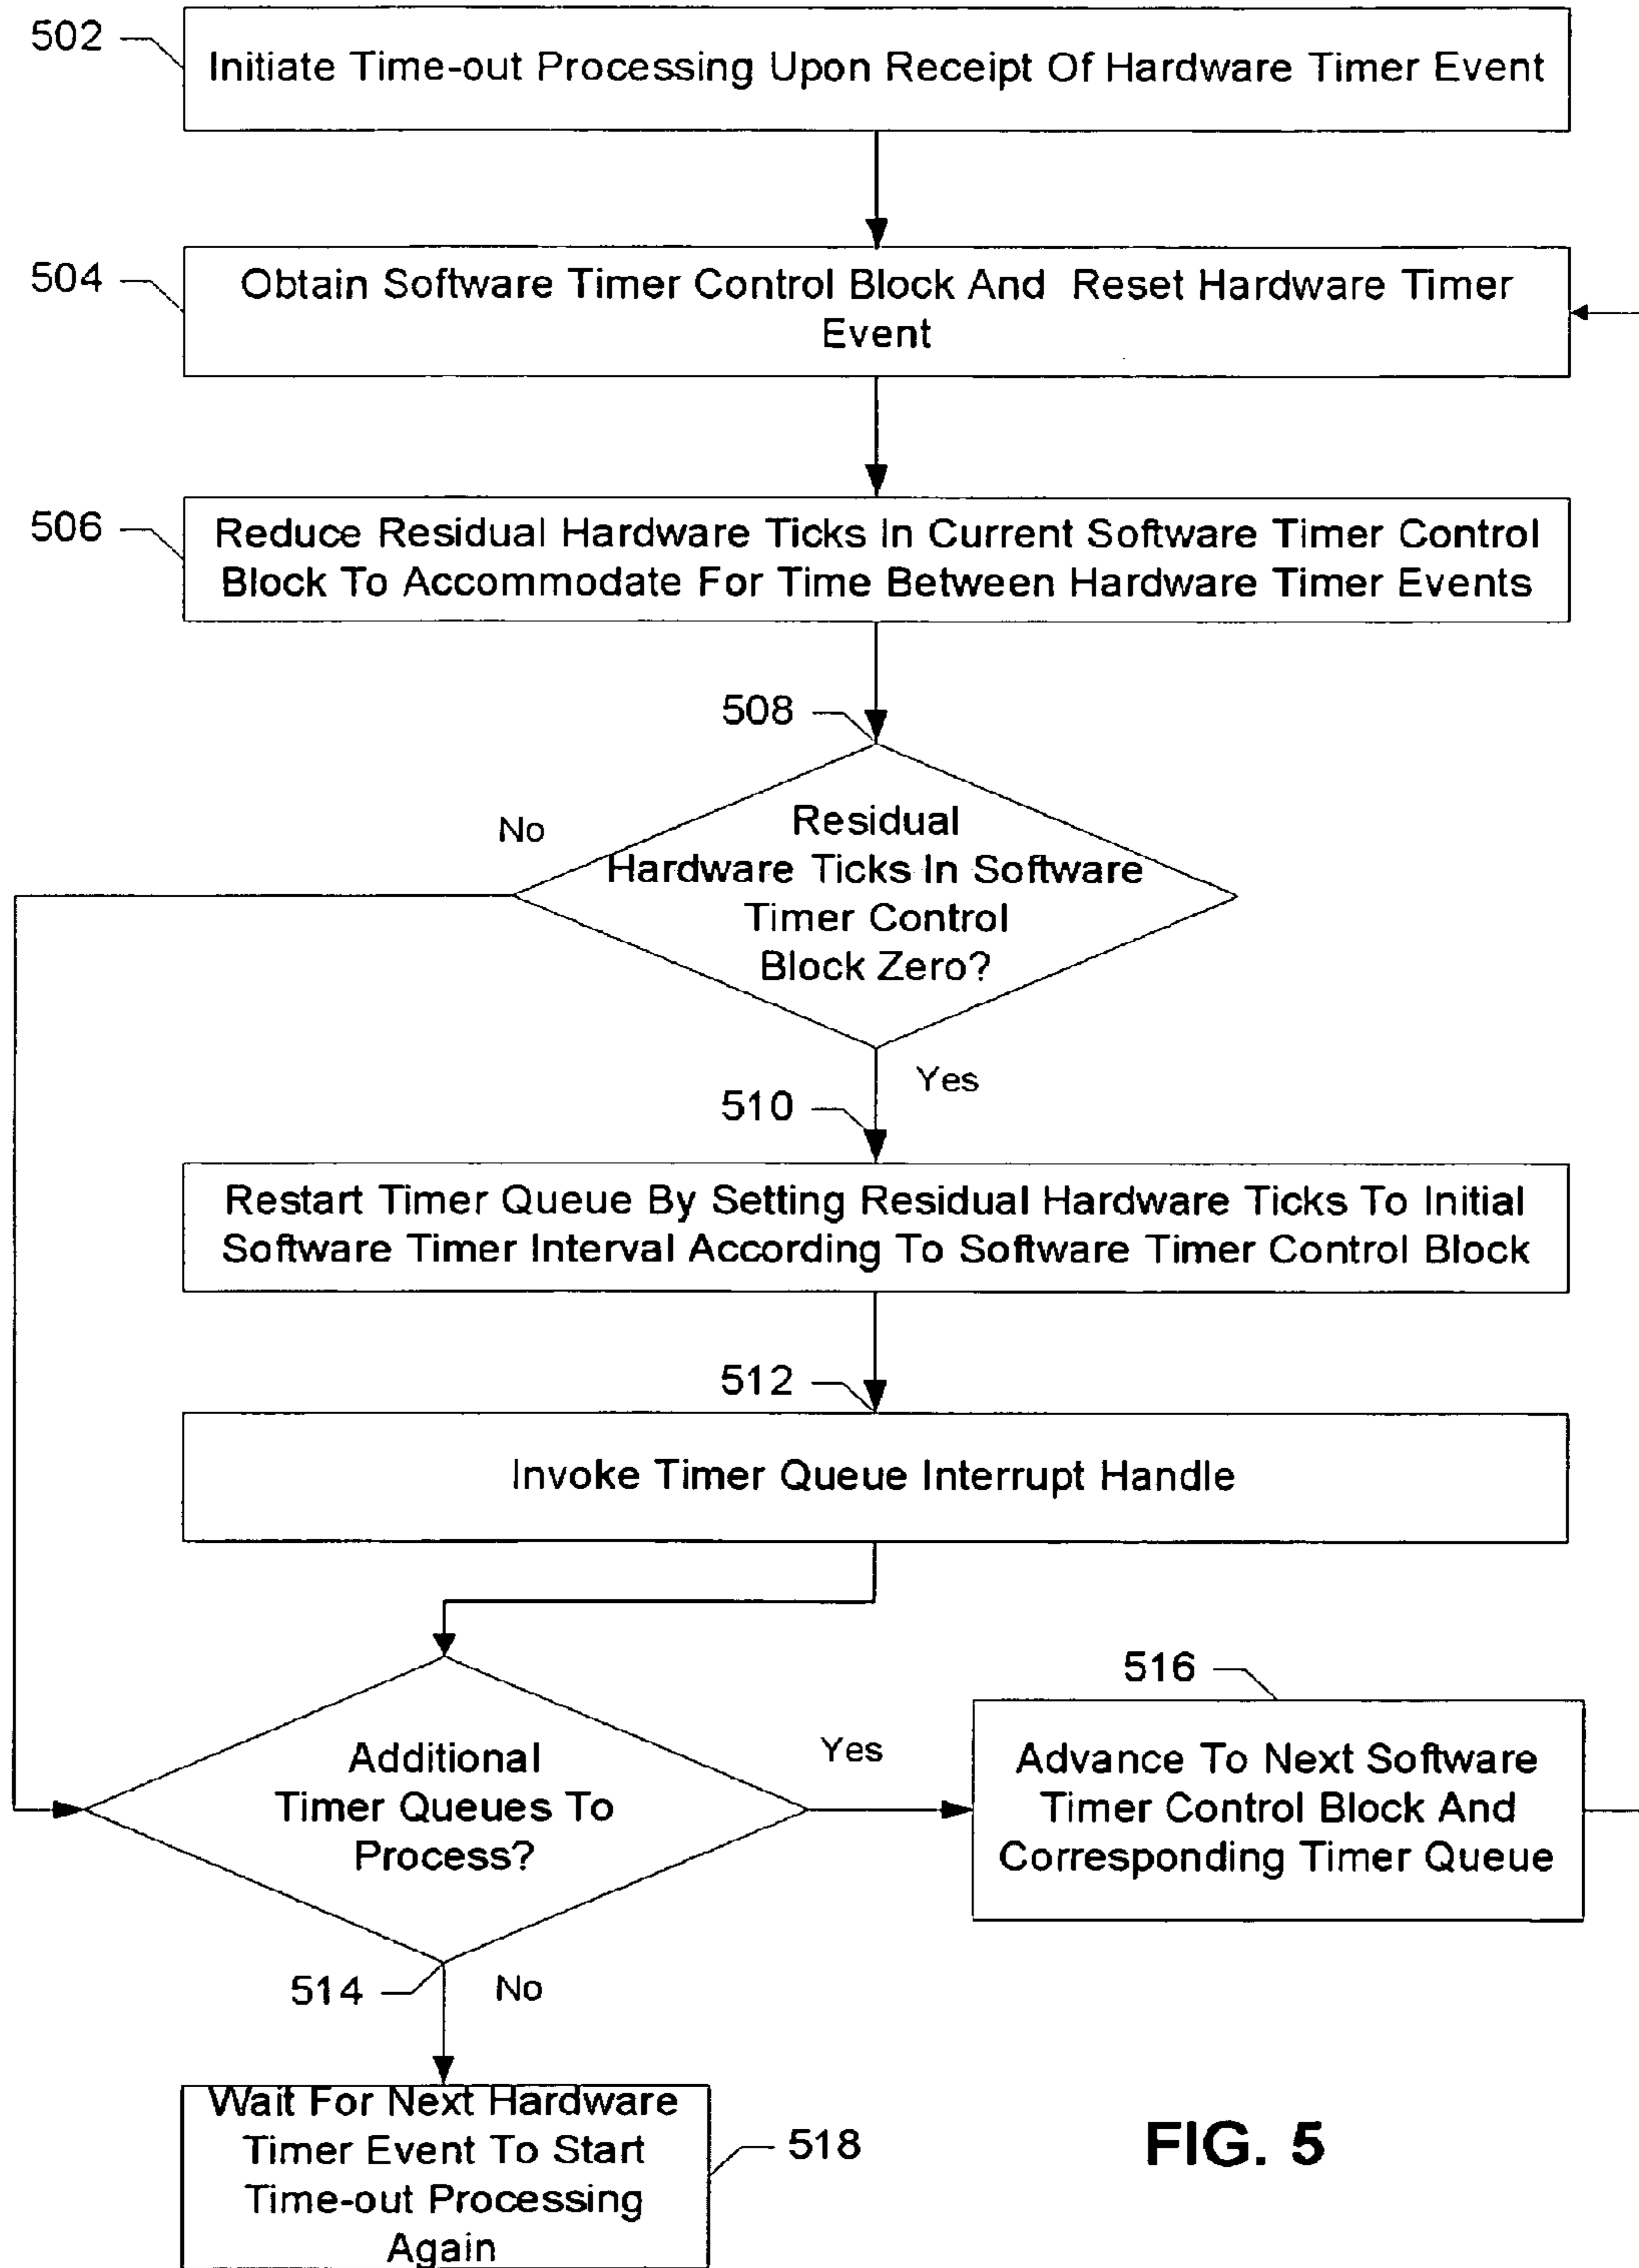 502
Initiate Time-out Processing Upon Receipt Of Hardware Timer Event
504
Obtain Software Timer Control Block And Reset Hardware Timer
Event
506
Reduce Residual Hardware Ticks In Current Software Timer Control
Block To Accommodate For Time Between Hardware Timer Events
508
No
Residual
Hardware Ticks In Software
Timer Control
Block Zero?
Yes
510
Restart Timer Queue By Setting Residual Hardware Ticks To Initial
Software Timer Interval According To Software Timer Control Block
512
Invoke Timer Queue Interrupt Handle
516
Additional
Timer Queues To
Process?
Yes
Advance To Next Software
Timer Control Block And
Corresponding Timer Queue
514
No
Wait For Next Hardware
Timer Event To Start
Time-out Processing
Again
518
FIG. 5